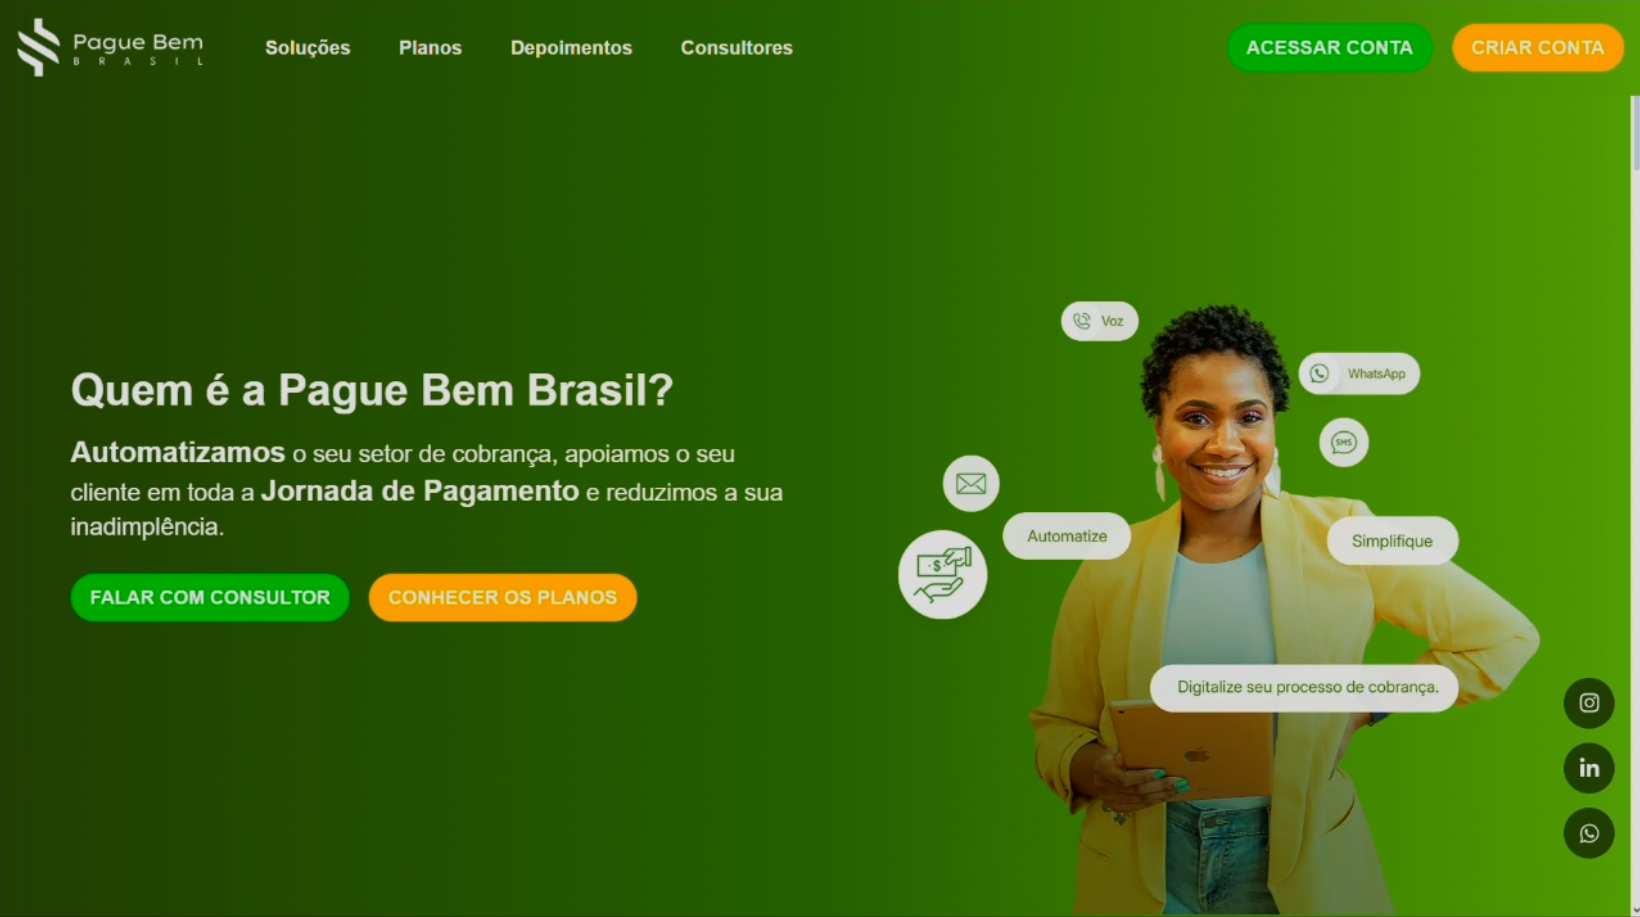 Pague Bem
BRASIL
Soluções
Planos
Depoimentos
Consultores
ACESSAR CONTA
CRIAR CONTA
Voz
WhatsApp
SMS
Quem é a Pague Bem Brasil?
Automatizamos o seu setor de cobrança, apoiamos o seu
cliente em toda a Jornada de Pagamento e reduzimos a sua
inadimplência.
FALAR COM CONSULTOR
CONHECER OS PLANOS
$
Automatize
Simplifique
Digitalize seu processo de cobrança.
in